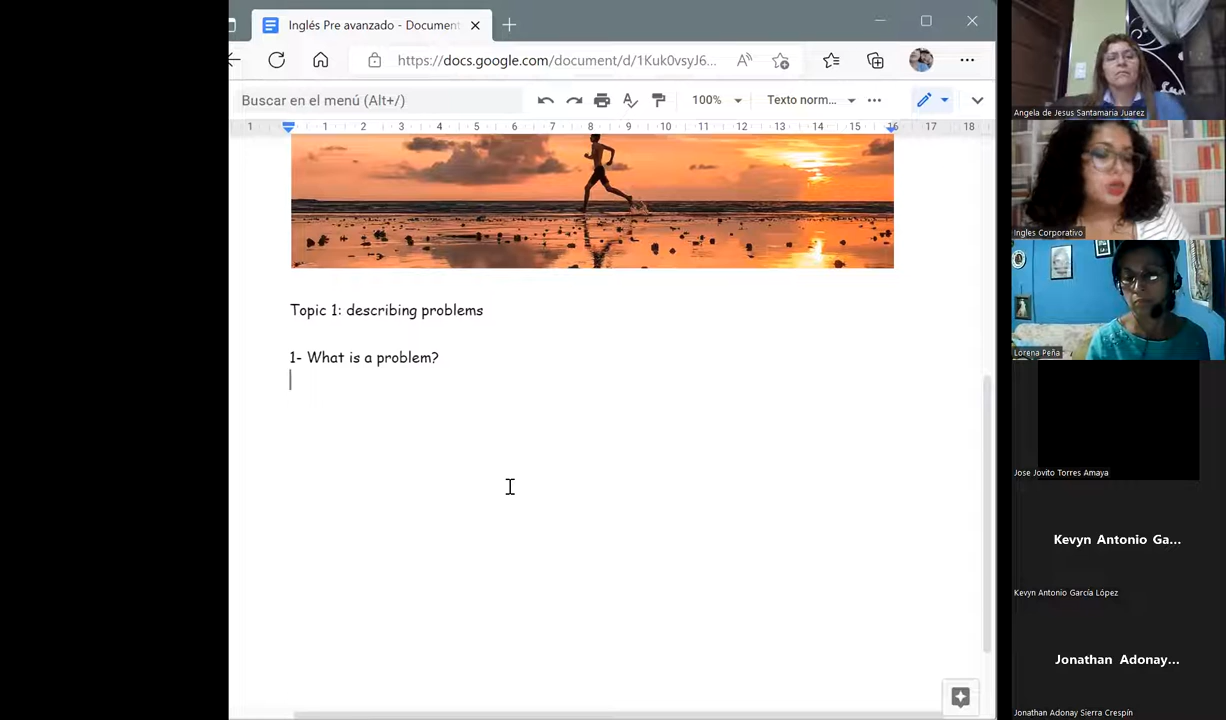 Inglés Pre avanzado - Document
https://docs.google.com/document/d/1Kuk0vsyJ6...
Buscar en el menú (Alt+/)
100%
Texto norm...
1 1 2 3 4 5 6 7 8 9 10 11 12 13 14 15 16 17 18
Topic 1: describing problems
1- What is a problem?
Angela de Jesus Santamaria Juarez
Ingles Corporativo
Lorena Peña
Jose Jovito Torres Amaya
Kevyn Antonio Ga...
Kevyn Antonio García López
Jonathan Adonay...
Jonathan Adonay Sierra Crespín